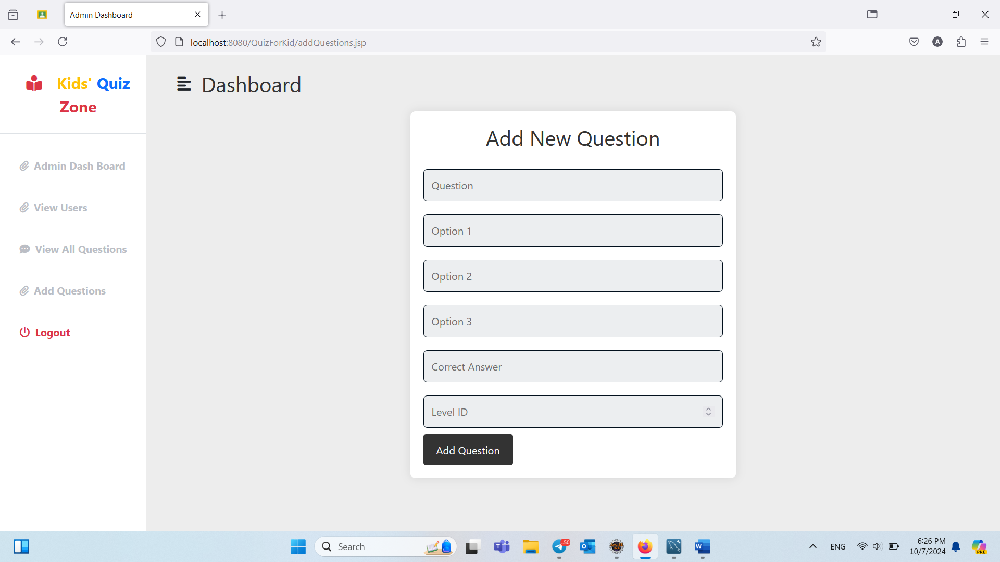 Admin Dashboard
localhost:8080/QuizForKid/addQuestions.jsp
A
Kids' Quiz
Zone
Dashboard
Add New Question
Admin Dash Board
View Users
View All Questions
Add Questions
Logout
Question
Option 1
Option 2
Option 3
Correct Answer
Level ID
Add Question
Search
..50
ENG
6:26 PM
10/7/2024
PRE